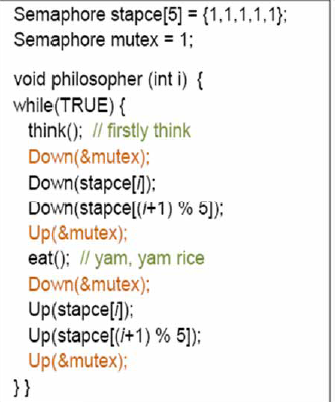 Semaphore stapce[5] = {1,1,1,1,1};
Semaphore mutex = 1;
void philosopher (int i)  {
while(TRUE) {
think();  // firstly think
Down(&mutex);
Down(stapce[i]);
Down(stapce[(i+1) % 5]);
Up(&mutex);
eat();  // yam, yam rice
Down(&mutex);
Up(stapce[i]);
Up(stapce[(i+1) % 5]);
Up(&mutex);
} }